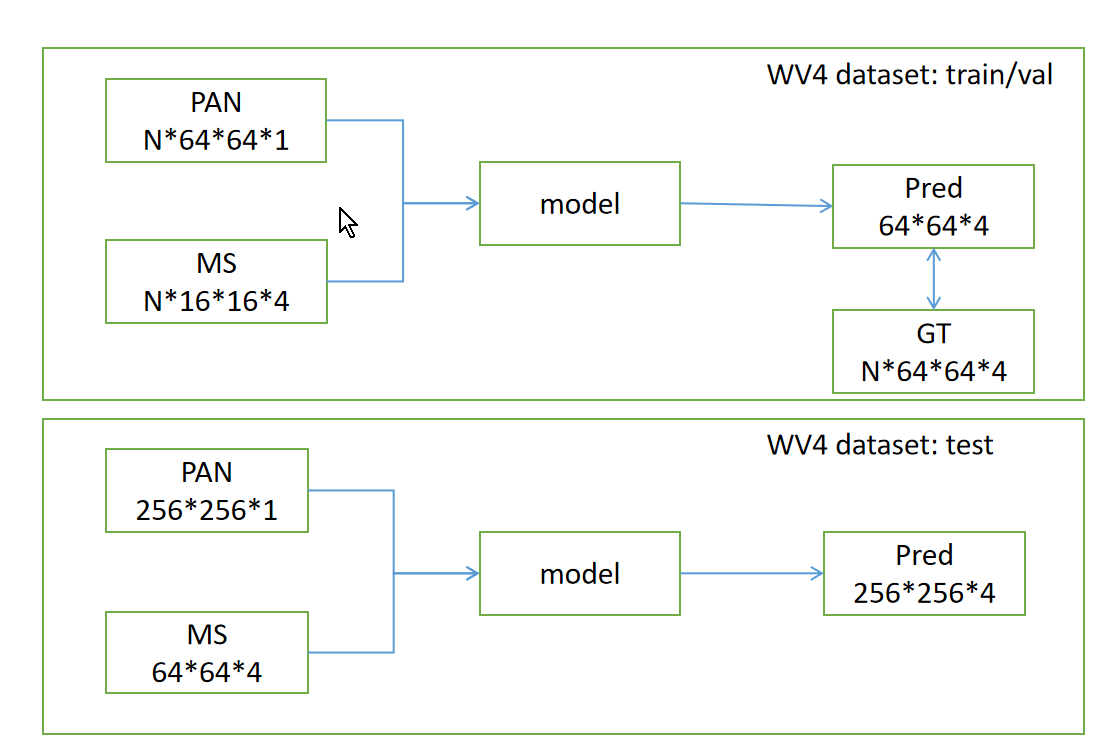 WV4 dataset: train/val
PAN
N*64*64*1
MS
N*16*16*4
model
Pred
64*64*4
GT
N*64*64*4
WV4 dataset: test
PAN
256*256*1
MS
64*64*4
model
Pred
256*256*4